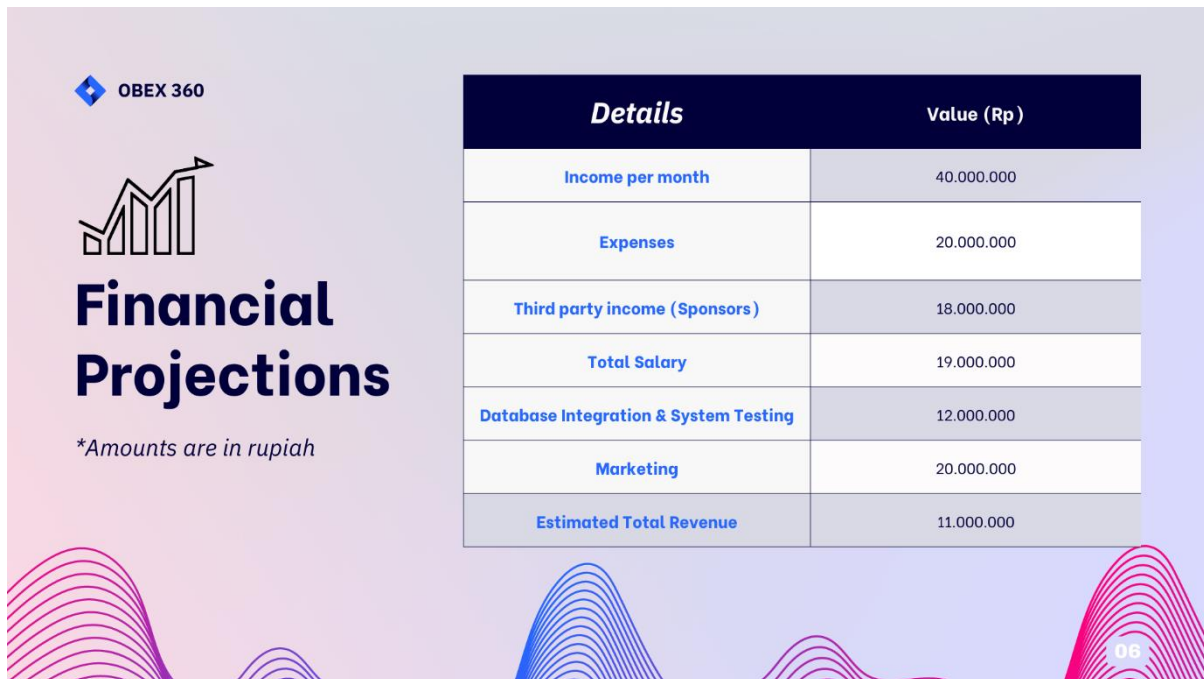 OBEX 360
Financial
Projections
*Amounts are in rupiah
Details Value (Rp)
Income per month 40.000.000
Expenses 20.000.000
Third party income (Sponsors) 18.000.000
Total Salary 19.000.000
Database Integration & System Testing 12.000.000
Marketing 20.000.000
Estimated Total Revenue 11.000.000
06